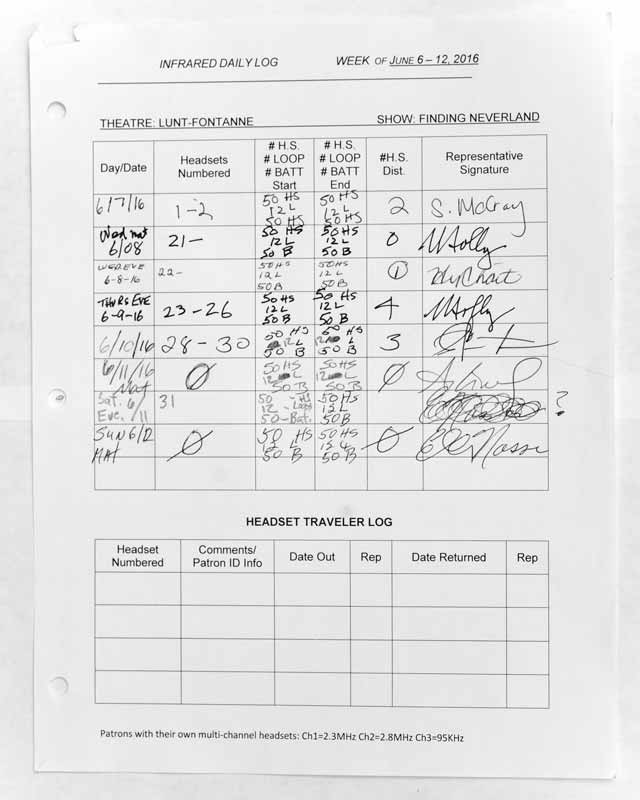 INFRARED DAILY LOG WEEK OF JUNE 6 – 12, 2016
THEATRE: LUNT-FONTANNE SHOW: FINDING NEVERLAND
Day/Date Headsets Numbered # H.S. # LOOP # BATT Start # H.S. # LOOP # BATT End #H.S. Dist. Representative Signature
6/7/16 1-2 50 HS 12 L 50 HS 50 HS 12 L 50 HS 2 S. McCray
Wed mat 6/08 21- 50 HS 12 L 50 B 50 HS 12 L 50 B 0 M Holly
WED EVE 6-8-16 22- 50 HS 12 L 50 B 50 HS 12 L 50 B 1
THURS EVE 6-9-16 23-26 50 HS 12 L 50 B 50 HS 12 L 50 B 4 M Holly
6/10/16 28-30 50 HS 12 L 50 B 50 HS 12 L 50 B 3
6/11/16 Mat Ø 50 HS 12 L 50 B 50 HS 12 L 50 B Ø
Sat. 6/11 Eve. 31 50 - HS 12 - Loops 50 - Bat. 50 HS 12 L 50 B ?
SUN 6/12 MAT Ø 50 HS 12 L 50 B 50 HS 12 L 50 B Ø
HEADSET TRAVELER LOG
Headset Numbered Comments/ Patron ID Info Date Out Rep Date Returned Rep
Patrons with their own multi-channel headsets: Ch1=2.3MHz Ch2=2.8MHz Ch3=95KHz